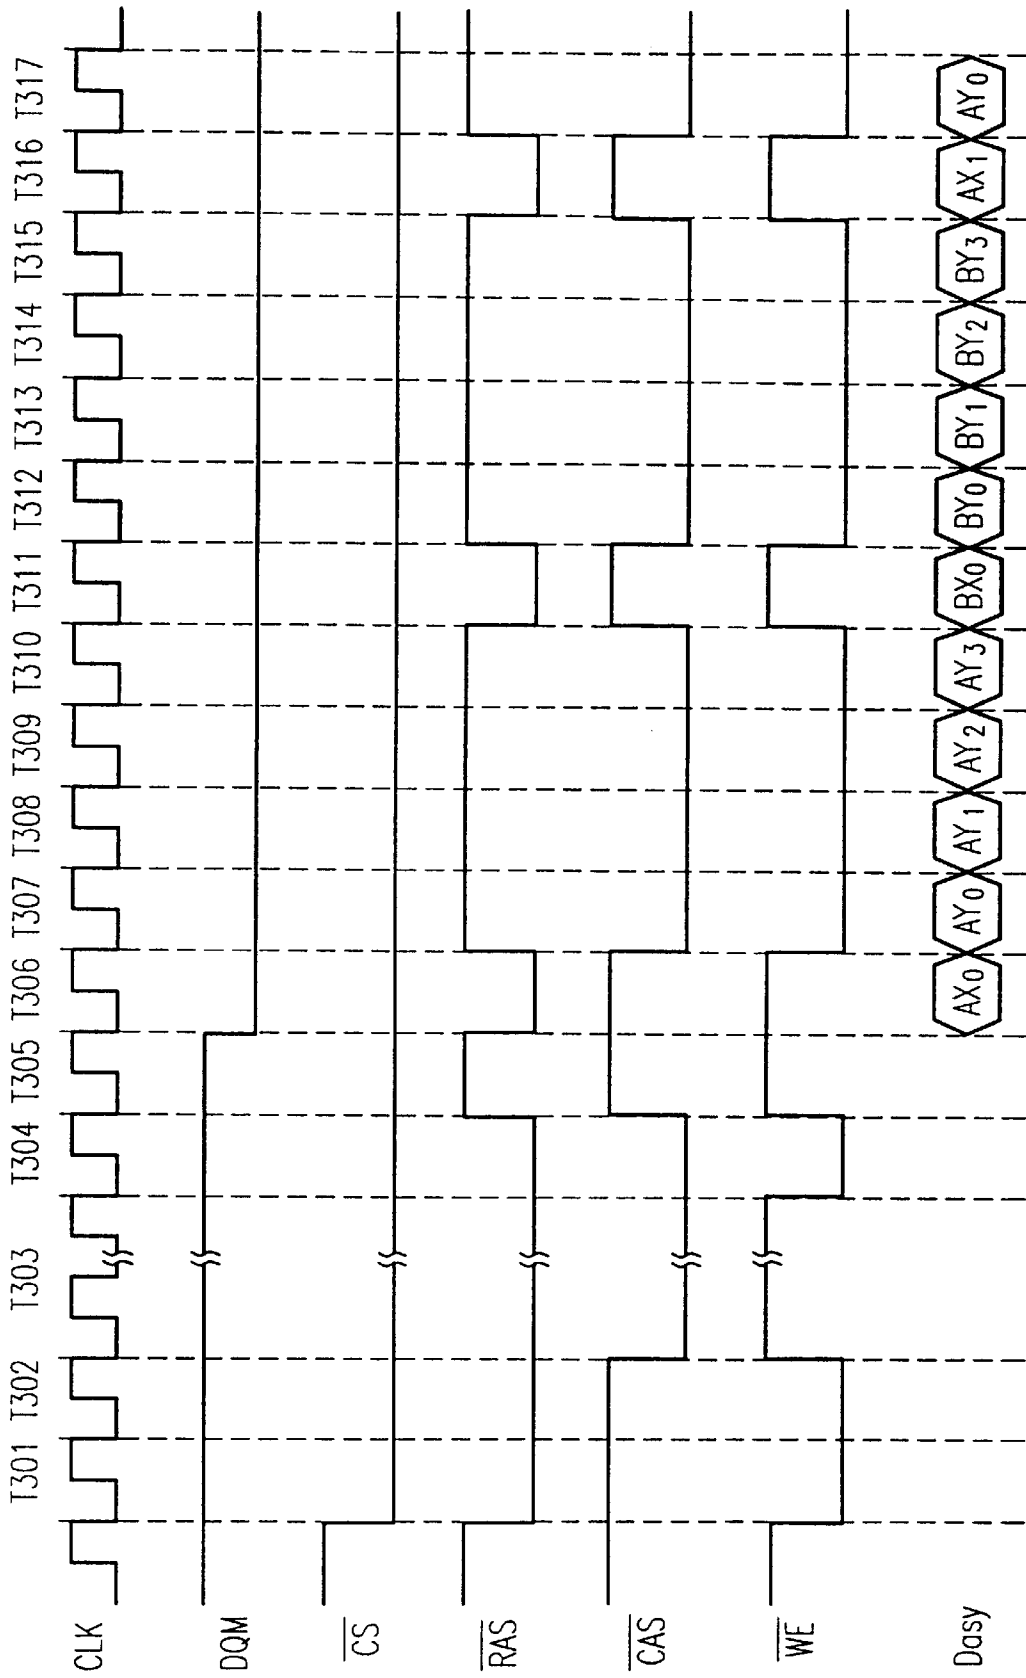 T301 T302 T303 T304 T305 T306 T307 T308 T309 T310 T311 T312 T313 T314 T315 T316 T317
CLK
DQM
CS
RAS
CAS
WE
Dasy AX0 AY0 AY1 AY2 AY3 BX0 BY0 BY1 BY2 BY3 AX1 AY0